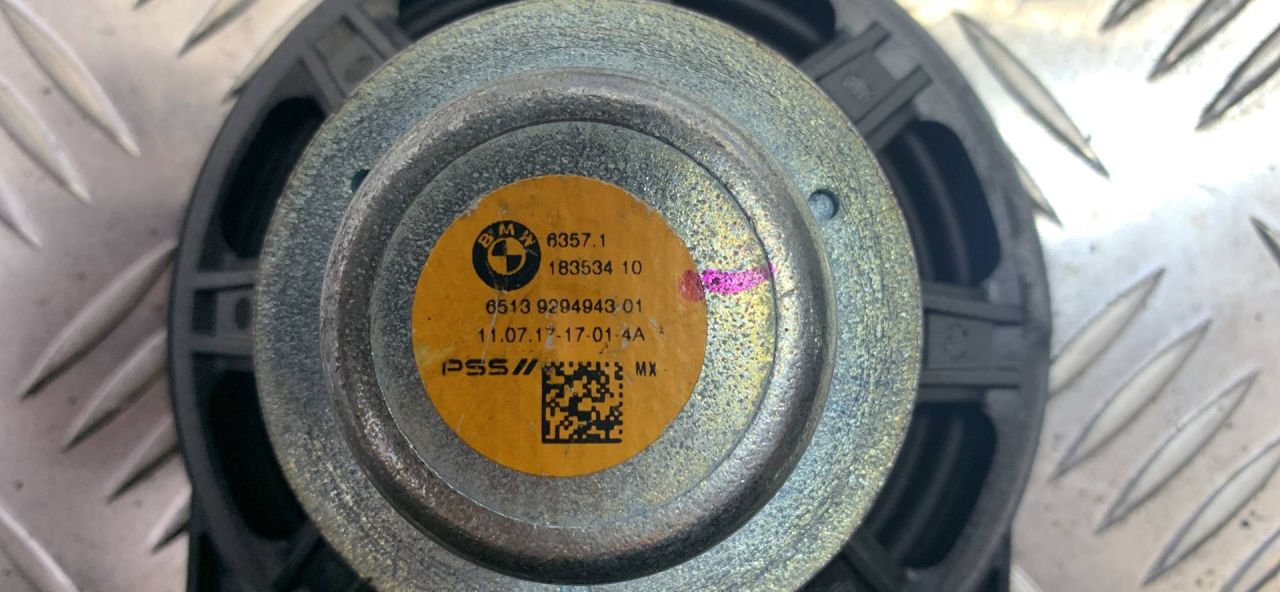 BMW
6357.1
183534 10
6513 9294943-01
11.07.17-17-01-4A
PSS//
MX